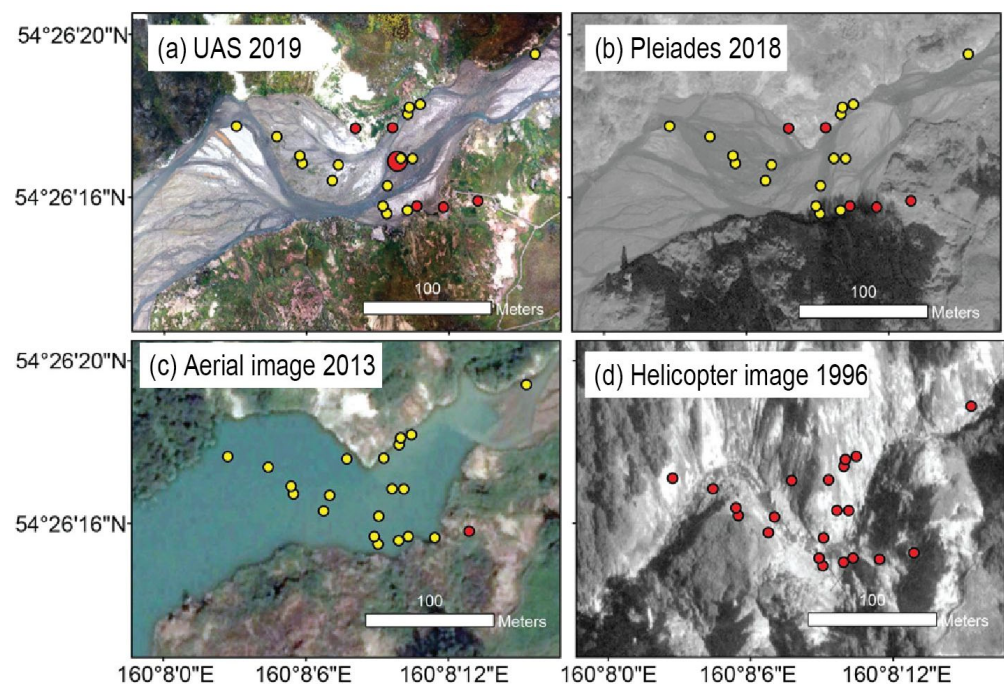 54°26'20"N
(a) UAS 2019
(b) Pleiades 2018
54°26'16"N
100
Meters
100
Meters
54°26'20"N
(c) Aerial image 2013
(d) Helicopter image 1996
54°26'16"N
100
Meters
100
Meters
160°8'0"E
160°8'6"E
160°8'12"E
160°8'0"E
160°8'6"E
160°8'12"E